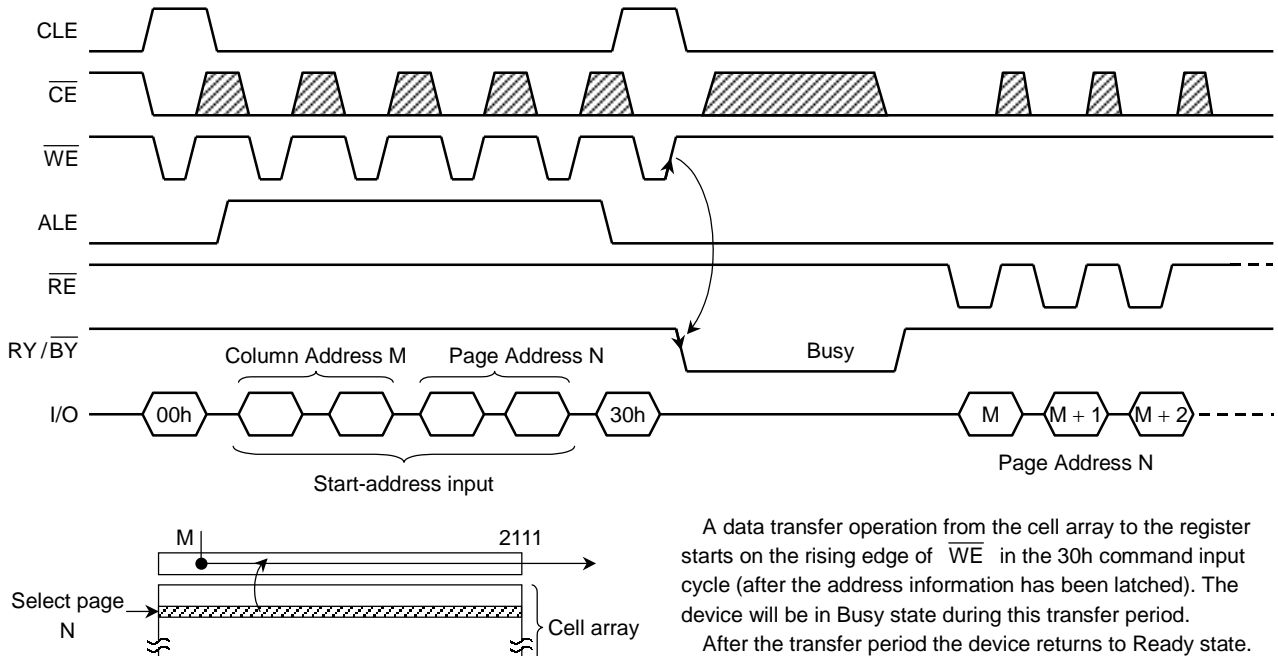 CLE
CE
WE
ALE
RE
RY/BY
Column Address M
Page Address N
Busy
I/O
00h
30h
M
M + 1
M + 2
Start-address input
Page Address N
M
2111
Select page
N
Cell array
A data transfer operation from the cell array to the register
starts on the rising edge of WE in the 30h command input
cycle (after the address information has been latched). The
device will be in Busy state during this transfer period.
After the transfer period the device returns to Ready state.